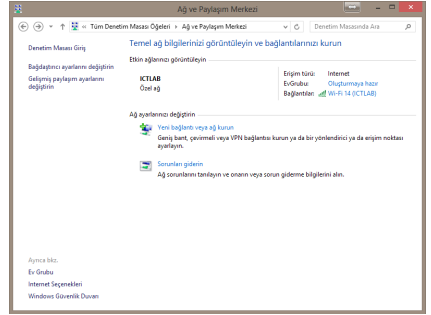 Ağ ve Paylaşım Merkezi
« Tüm Denetim Masası Öğeleri ▸ Ağ ve Paylaşım Merkezi
Denetim Masasında Ara
Denetim Masası Giriş
Bağdaştırıcı ayarlarını değiştirin
Gelişmiş paylaşım ayarlarını
değiştirin
Temel ağ bilgilerinizi görüntüleyin ve bağlantılarınızı kurun
Etkin ağlarınızı görüntüleyin
ICTLAB
Özel ağ
Erişim türü: Internet
EvGrubu: Oluşturmaya hazır
Bağlantılar: Wi-Fi 14 (ICTLAB)
Ağ ayarlarınızı değiştirin
Yeni bağlantı veya ağ kurun
Geniş bant, çevirmeli veya VPN bağlantısı kurun ya da bir yönlendirici ya da erişim noktası
ayarlayın.
Sorunları giderin
Ağ sorunlarını tanılayın ve onarın veya sorun giderme bilgilerini alın.
Ayrıca bkz.
Ev Grubu
Internet Seçenekleri
Windows Güvenlik Duvarı